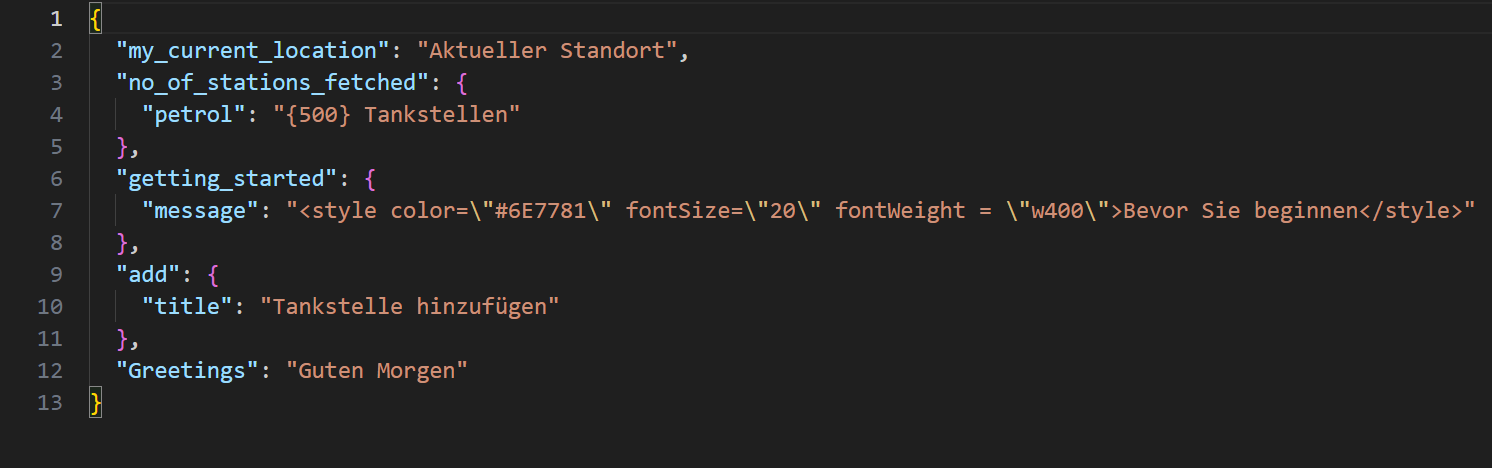 1 {
2 "my_current_location": "Aktueller Standort",
3 "no_of_stations_fetched": {
4 "petrol": "{500} Tankstellen"
5 },
6 "getting_started": {
7 "message": "<style color=\"#6E7781\" fontSize=\"20\" fontWeight = \"w400\">Bevor Sie beginnen</style>"
8 },
9 "add": {
10 "title": "Tankstelle hinzufügen"
11 },
12 "Greetings": "Guten Morgen"
13 }